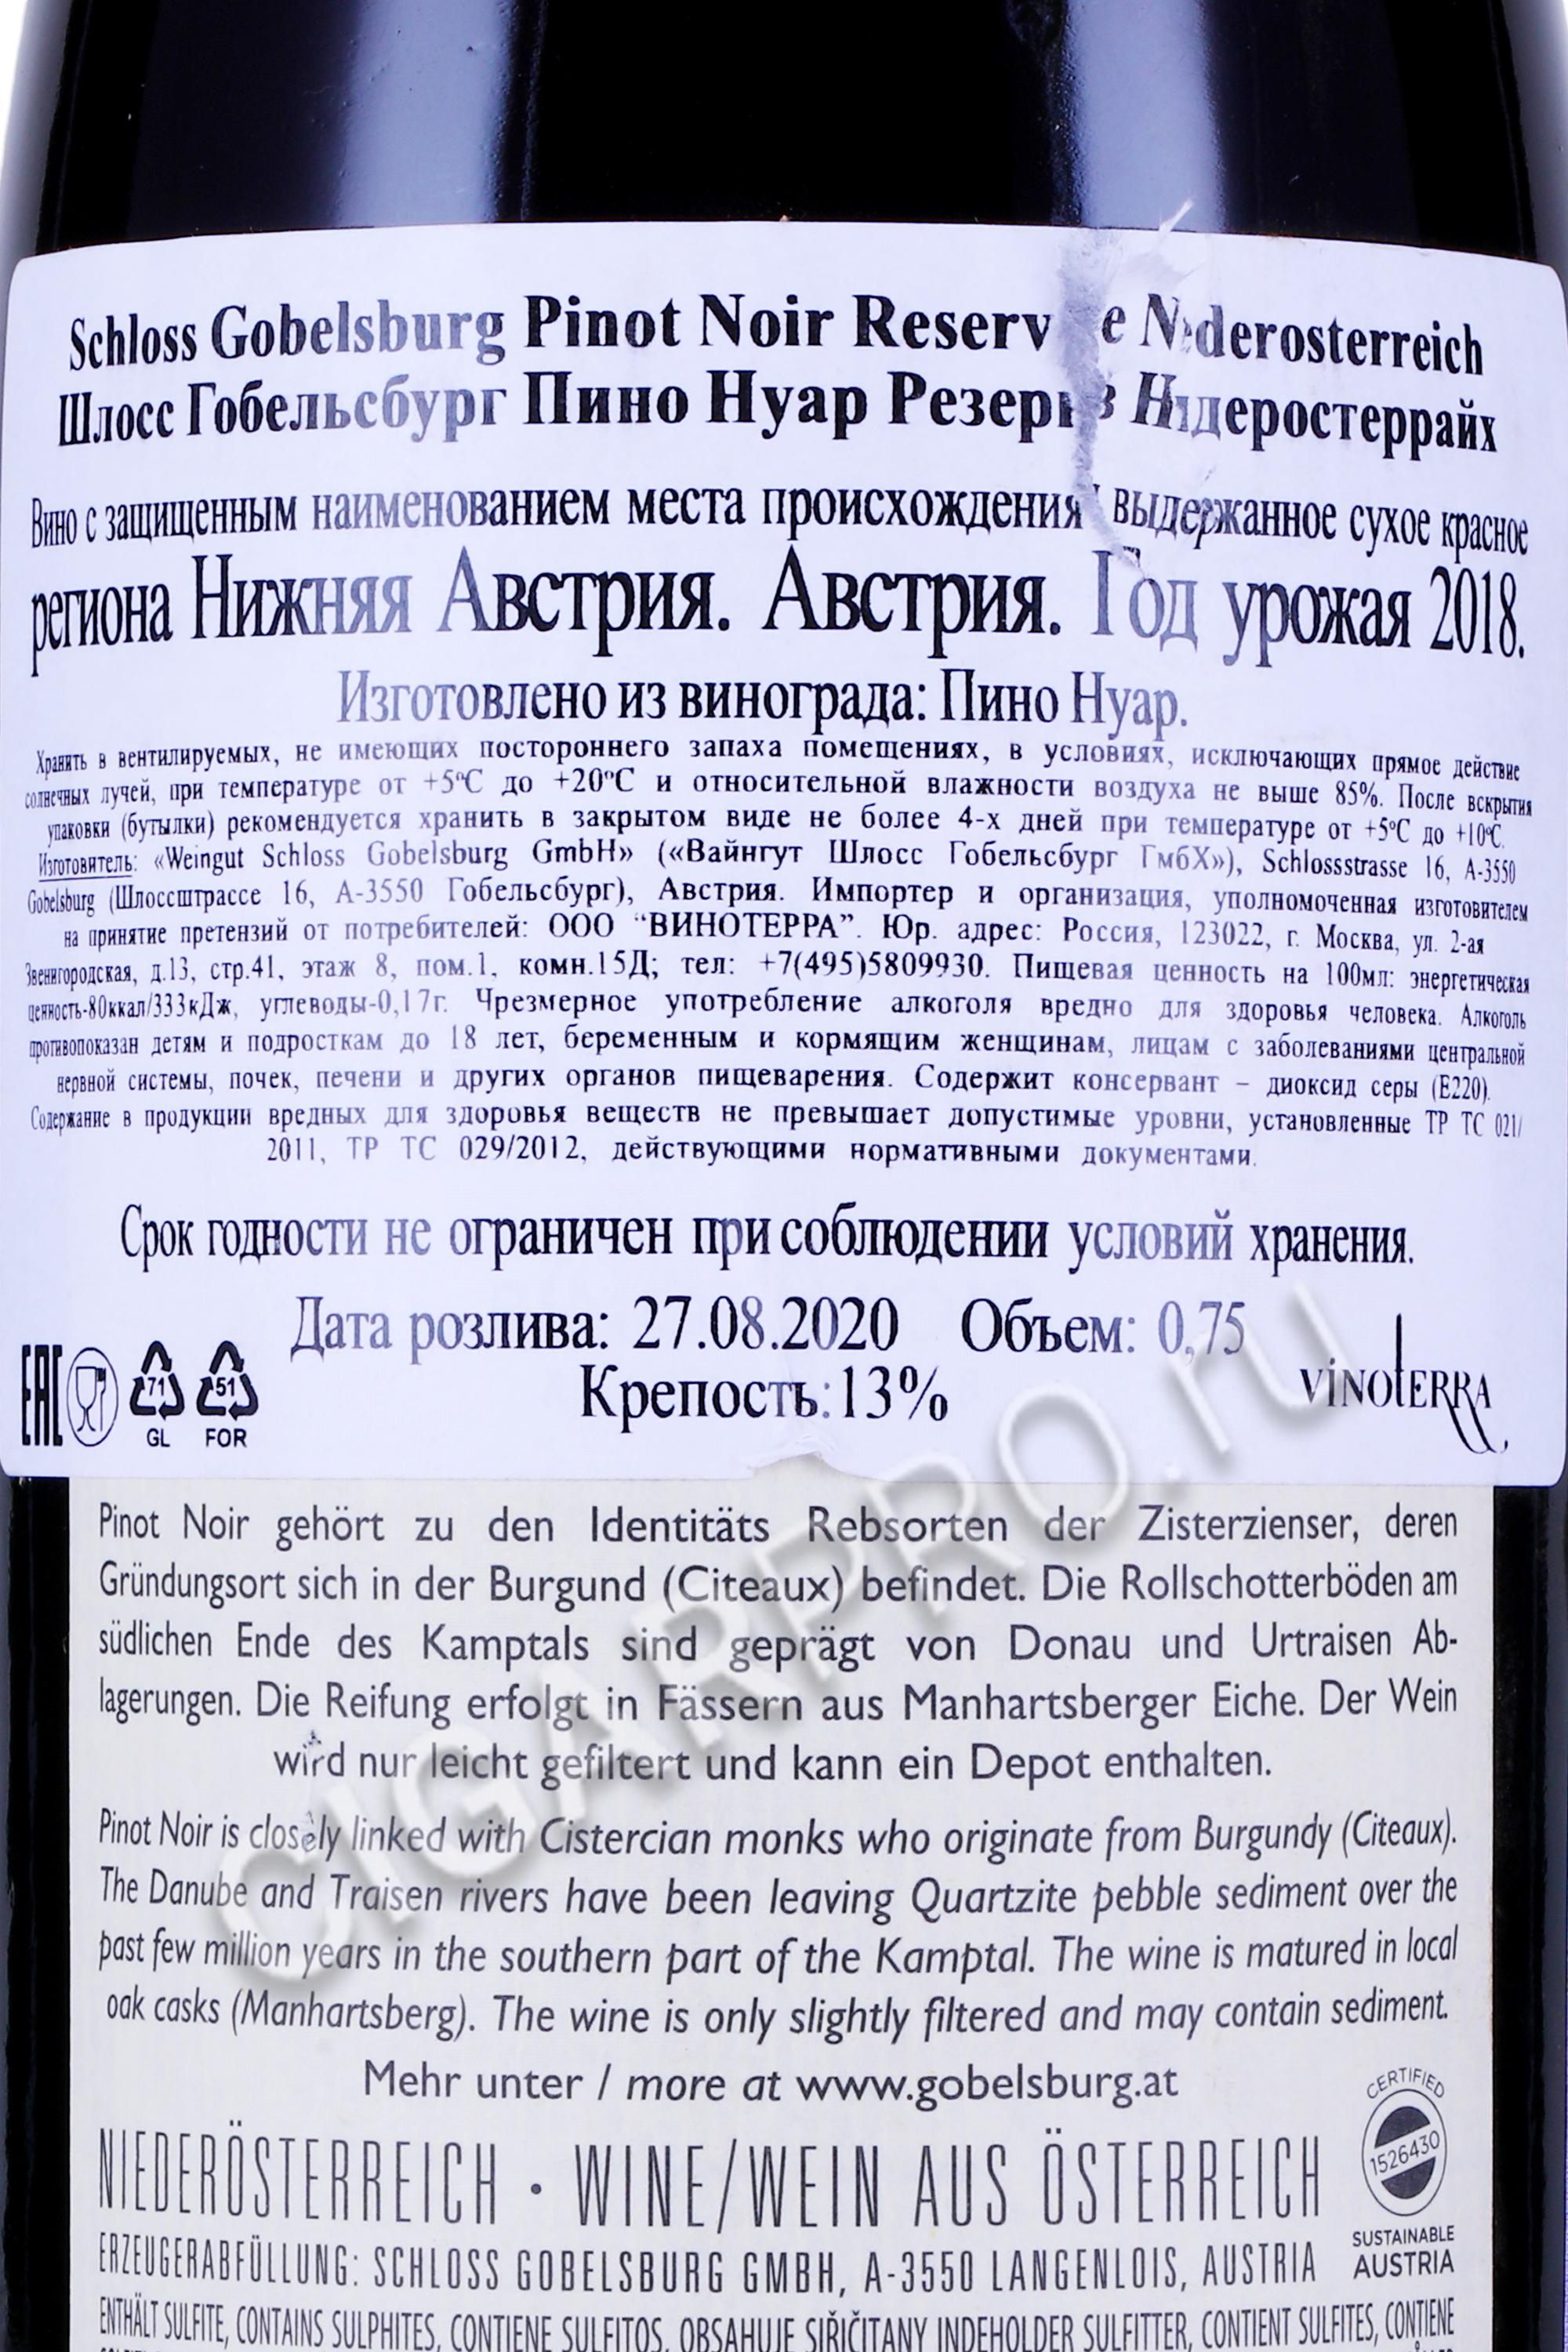 Schloss Gobelsburg Pinot Noir Reserve Niederosterreich
Шлосс Гобельсбург Пино Нуар Резерв Нидеростеррайх
Вино с защищенным наименованием места происхождения выдержанное сухое красное
региона Нижняя Австрия. Австрия. Год урожая 2018.
Изготовлено из винограда: Пино Нуар.
Хранить в вентилируемых, не имеющих постороннего запаха помещениях, в условиях, исключающих прямое действие
солнечных лучей, при температуре от +5ºС до +20ºС и относительной влажности воздуха не выше 85%. После вскрытия
упаковки (бутылки) рекомендуется хранить в закрытом виде не более 4-х дней при температуре от +5ºС до +10ºС.
Изготовитель: «Weingut Schloss Gobelsburg GmbH» («Вайнгут Шлосс Гобельсбург ГмбХ»), Schlossstrasse 16, A-3550
Gobelsburg (Шлоссштрассе 16, А-3550 Гобельсбург), Австрия. Импортер и организация, уполномоченная изготовителем
на принятие претензий от потребителей: ООО “ВИНОТЕРРА”. Юр. адрес: Россия, 123022, г. Москва, ул. 2-ая
Звенигородская, д.13, стр.41, этаж 8, пом.1, комн.15Д; тел: +7(495)5809930. Пищевая ценность на 100мл: энергетическая
ценность-80ккал/333кДж, углеводы-0,17г. Чрезмерное употребление алкоголя вредно для здоровья человека. Алкоголь
противопоказан детям и подросткам до 18 лет, беременным и кормящим женщинам, лицам с заболеваниями центральной
нервной системы, почек, печени и других органов пищеварения. Содержит консервант – диоксид серы (E220).
Содержание в продукции вредных для здоровья веществ не превышает допустимые уровни, установленные ТР ТС 021/
2011, ТР ТС 029/2012, действующими нормативными документами.
Срок годности не ограничен при соблюдении условий хранения.
Дата розлива: 27.08.2020 Объем: 0,75
Крепость:13%
EAC 71 GL 51 FOR
VINOTERRA
Pinot Noir gehört zu den Identitäts Rebsorten der Zisterzienser, deren
Gründungsort sich in der Burgund (Citeaux) befindet. Die Rollschotterböden am
südlichen Ende des Kamptals sind geprägt von Donau und Urtraisen Ab-
lagerungen. Die Reifung erfolgt in Fässern aus Manhartsberger Eiche. Der Wein
wird nur leicht gefiltert und kann ein Depot enthalten.
Pinot Noir is closely linked with Cistercian monks who originate from Burgundy (Citeaux).
The Danube and Traisen rivers have been leaving Quartzite pebble sediment over the
past few million years in the southern part of the Kamptal. The wine is matured in local
oak casks (Manhartsberg). The wine is only slightly filtered and may contain sediment.
Mehr unter / more at www.gobelsburg.at
NIEDERÖSTERREICH · WINE/WEIN AUS ÖSTERREICH
CERTIFIED
1526430
SUSTAINABLE
AUSTRIA
ERZEUGERABFÜLLUNG: SCHLOSS GOBELSBURG GMBH, A-3550 LANGENLOIS, AUSTRIA
ENTHÄLT SULFITE, CONTAINS SULPHITES, CONTIENE SULFITOS, OBSAHUJE SIŘIČITANY, INDEHOLDER SULFITTER, CONTIENT SULFITES, CONTIENE
CIGARPRO.ru